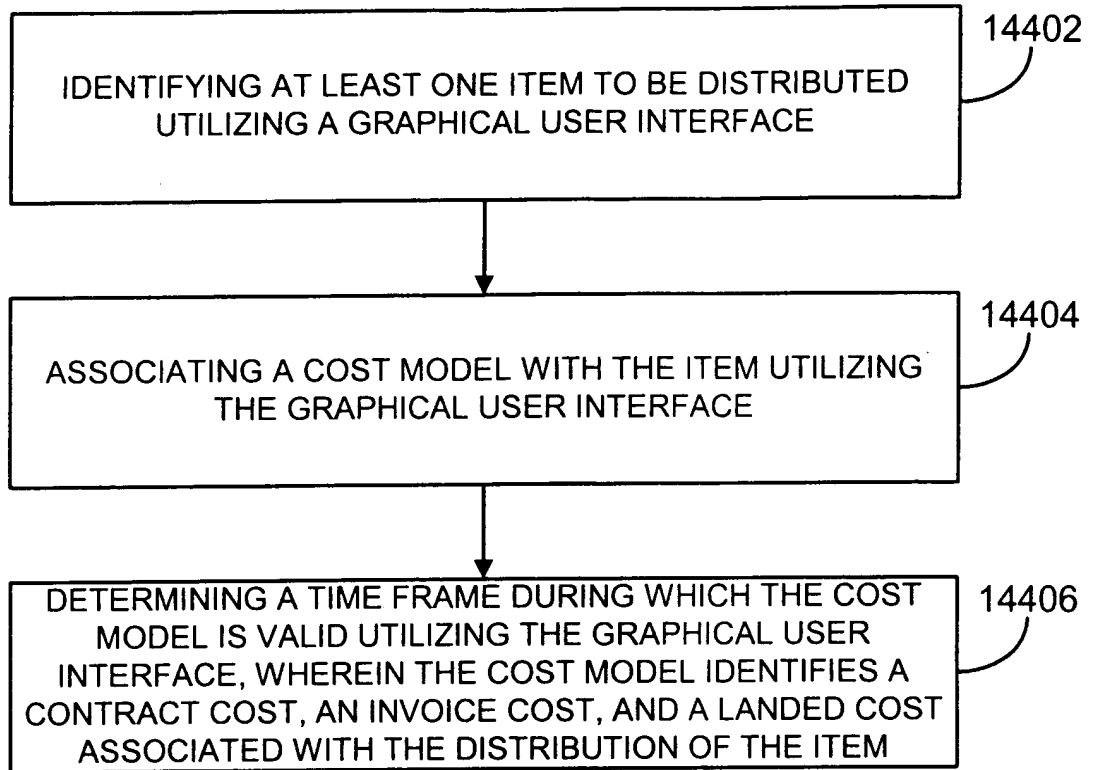 14402
IDENTIFYING AT LEAST ONE ITEM TO BE DISTRIBUTED
UTILIZING A GRAPHICAL USER INTERFACE
14404
ASSOCIATING A COST MODEL WITH THE ITEM UTILIZING
THE GRAPHICAL USER INTERFACE
14406
DETERMINING A TIME FRAME DURING WHICH THE COST
MODEL IS VALID UTILIZING THE GRAPHICAL USER
INTERFACE, WHEREIN THE COST MODEL IDENTIFIES A
CONTRACT COST, AN INVOICE COST, AND A LANDED COST
ASSOCIATED WITH THE DISTRIBUTION OF THE ITEM